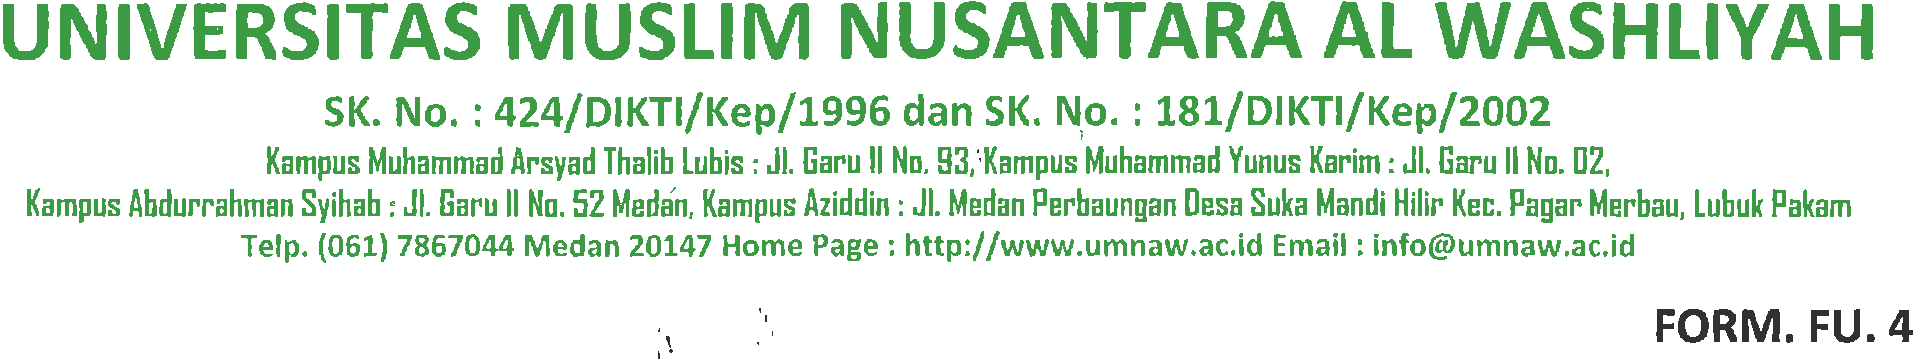 UNIVERSITAS MUSLIM NUSANTARA AL WASHLIYAH
SK. No. : 424/DIKTI/Kep/1996 dan SK. No. : 181/DIKTI/Kep/2002
Kampus Muhammad Arsyad Thalib Lubis : Jl. Garu II No. 93, Kampus Muhammad Yunus Karim : Jl. Garu II No. 02,
Kampus Abdurrahman Syihab : Jl. Garu II No. 52 Medan, Kampus Aziddin : Jl. Medan Perbaungan Desa Suka Mandi Hilir Kec. Pagar Merbau, Lubuk Pakam
Telp. (061) 7867044 Medan 20147 Home Page : http://www.umnaw.ac.id Email : info@umnaw.ac.id
FORM. FU. 4